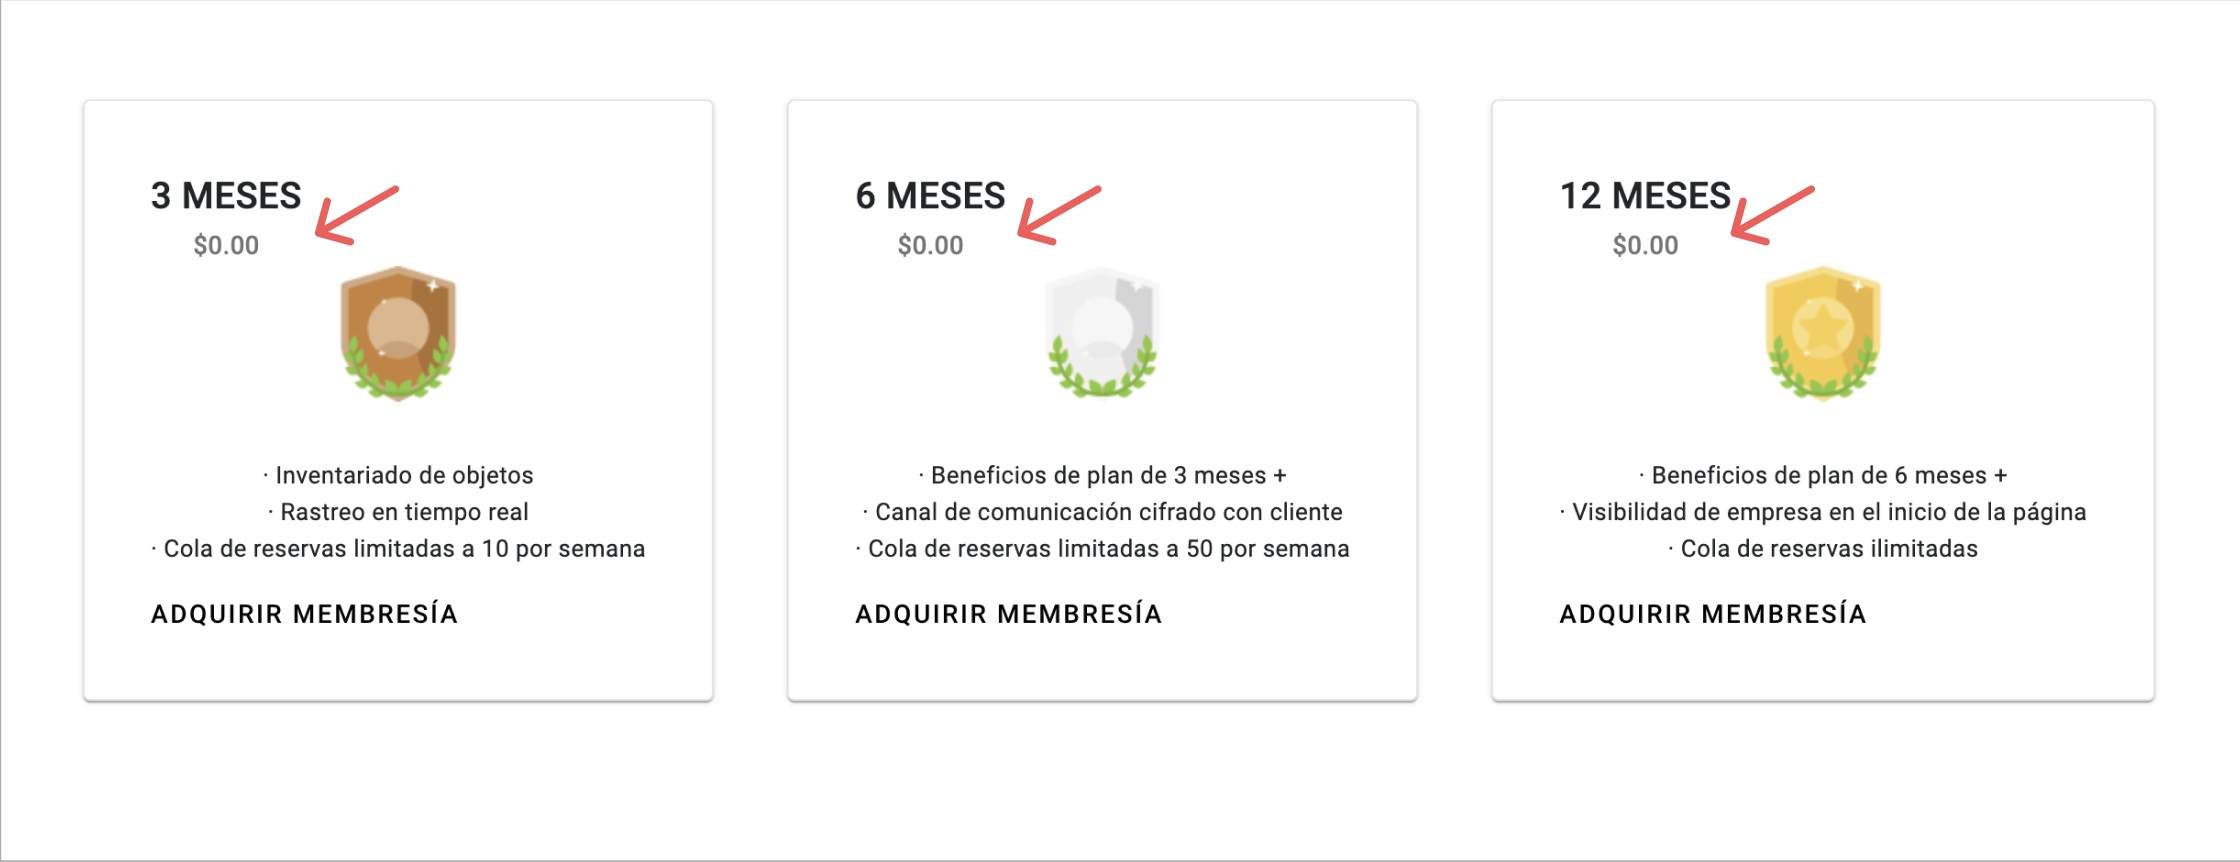 3 MESES
$0.00
· Inventariado de objetos
· Rastreo en tiempo real
· Cola de reservas limitadas a 10 por semana
ADQUIRIR MEMBRESÍA
6 MESES
$0.00
· Beneficios de plan de 3 meses +
· Canal de comunicación cifrado con cliente
· Cola de reservas limitadas a 50 por semana
ADQUIRIR MEMBRESÍA
12 MESES
$0.00
· Beneficios de plan de 6 meses +
· Visibilidad de empresa en el inicio de la página
· Cola de reservas ilimitadas
ADQUIRIR MEMBRESÍA